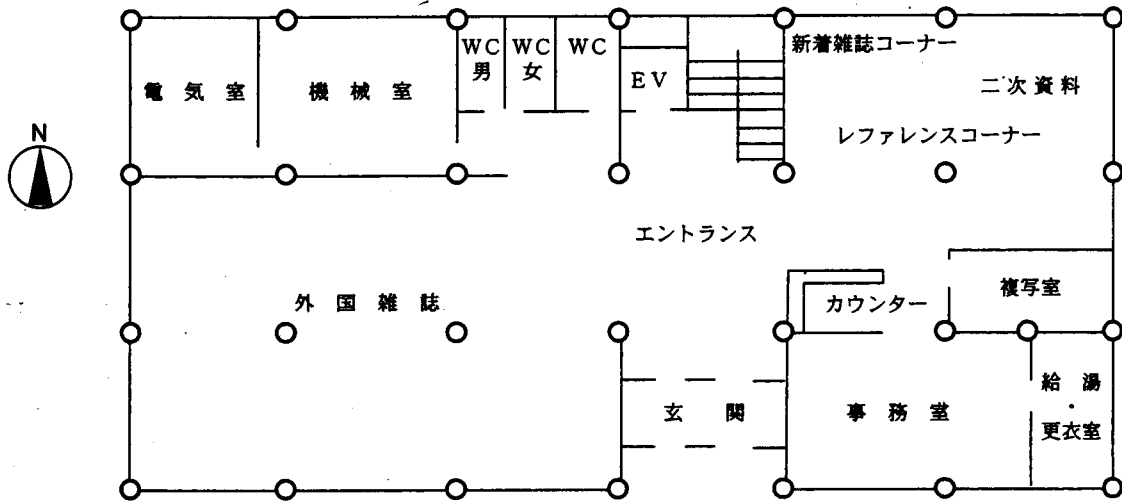 WC WC WC
男 女
新着雑誌コーナー
電気室 機械室 EV 二次資料
レファレンスコーナー
N
エントランス
外国雑誌 カウンター 複写室
玄関 事務室 給湯
・
更衣室